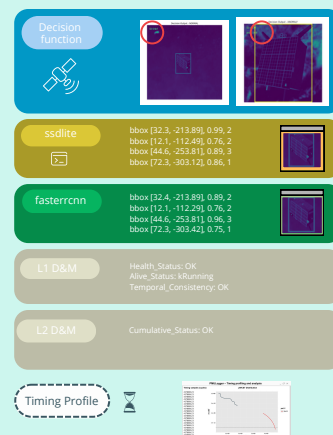 Decision
function
ssdlite
bbox [32.3, -213.89], 0.99, 2
bbox [12.1, -112.49], 0.76, 2
bbox [44.6, -253.81], 0.89, 3
bbox [72.3, -303.12], 0.86, 1
fasterrcnn
bbox [32.4, -213.89], 0.89, 2
bbox [12.1, -112.29], 0.76, 2
bbox [44.6, -253.81], 0.96, 3
bbox [72.3, -303.42], 0.75, 1
L1 D&M
Health_Status: OK
Alive_Status: kRunning
Temporal_Consistency: OK
L2 D&M
Cumulative_Status: OK
Timing Profile